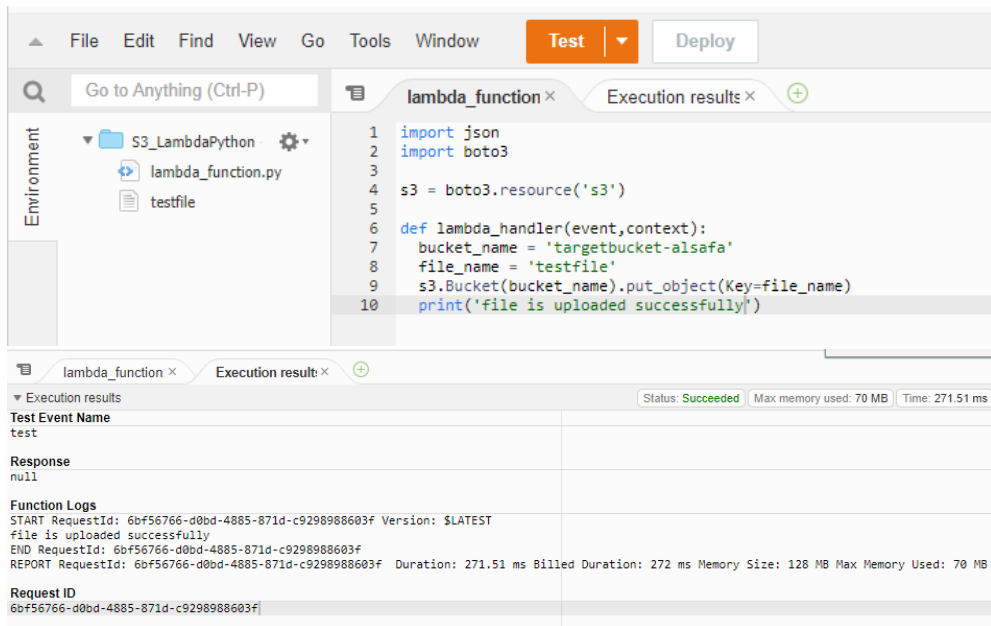 File Edit Find View Go Tools Window Test Deploy
Go to Anything (Ctrl-P)
lambda_function × Execution results ×
Environment
S3_LambdaPython
lambda_function.py
testfile
1 import json
2 import boto3
3
4 s3 = boto3.resource('s3')
5
6 def lambda_handler(event,context):
7 bucket_name = 'targetbucket-alsafa'
8 file_name = 'testfile'
9 s3.Bucket(bucket_name).put_object(Key=file_name)
10 print('file is uploaded successfully')
lambda_function × Execution result: ×
Execution results Status: Succeeded Max memory used: 70 MB Time: 271.51 ms
Test Event Name
test
Response
null
Function Logs
START RequestId: 6bf56766-d0bd-4885-871d-c9298988603f Version: $LATEST
file is uploaded successfully
END RequestId: 6bf56766-d0bd-4885-871d-c9298988603f
REPORT RequestId: 6bf56766-d0bd-4885-871d-c9298988603f Duration: 271.51 ms Billed Duration: 272 ms Memory Size: 128 MB Max Memory Used: 70 MB
Request ID
6bf56766-d0bd-4885-871d-c9298988603f